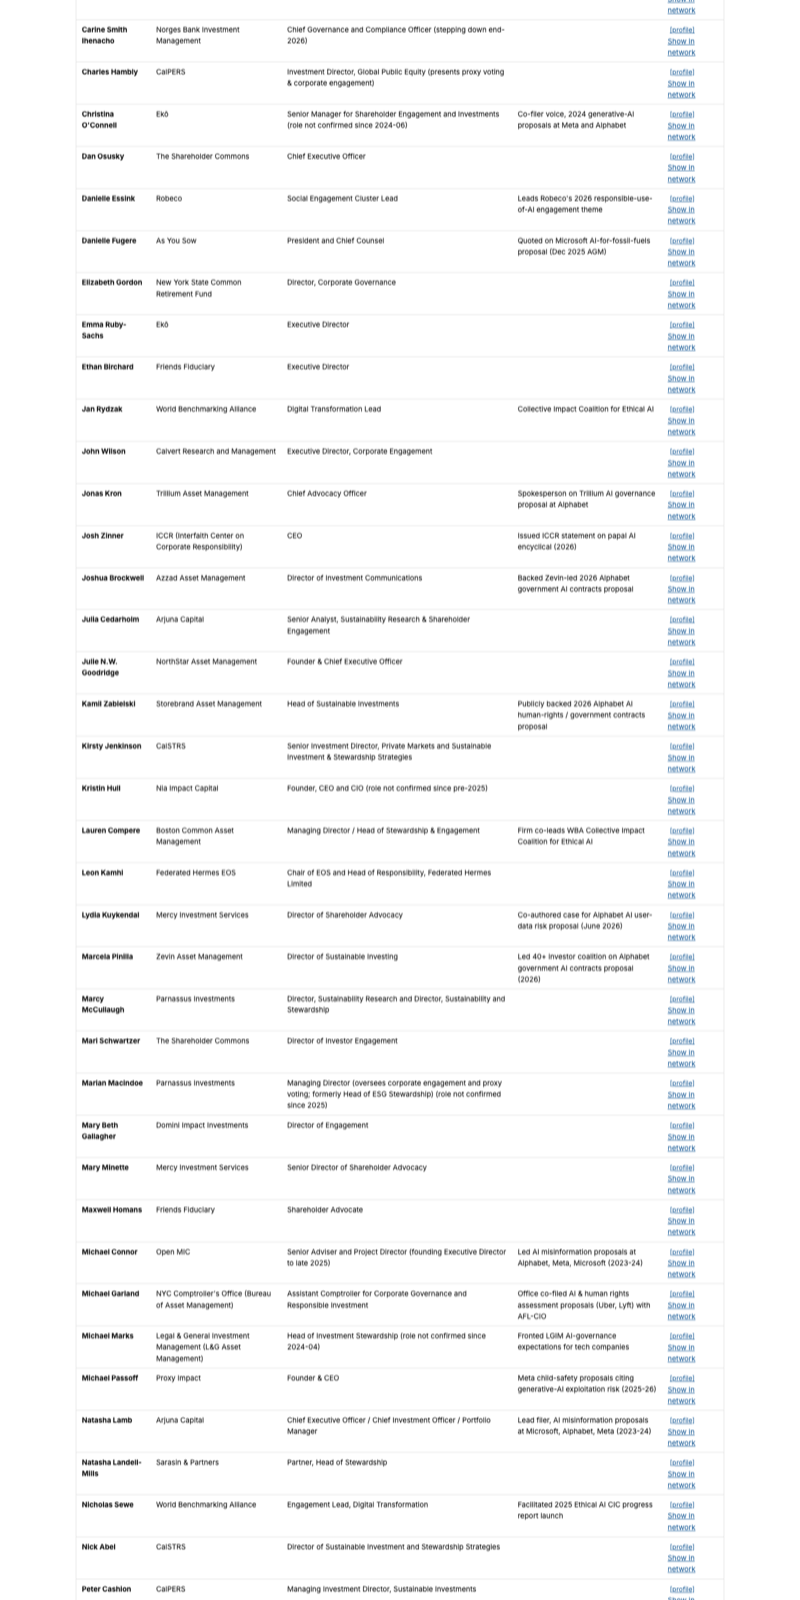 network
Carine Smith Norges Bank Investment Chief Governance and Compliance Officer (stepping down end- [profile]
Ihenacho Management 2026) Show in
network
Charles Hambly CalPERS Investment Director, Global Public Equity (presents proxy voting [profile]
& corporate engagement) Show in
network
Christina Ekō Senior Manager for Shareholder Engagement and Investments Co-filer voice, 2024 generative-AI [profile]
O'Connell (role not confirmed since 2024-06) proposals at Meta and Alphabet Show in
network
Dan Osusky The Shareholder Commons Chief Executive Officer [profile]
Show in
network
Danielle Essink Robeco Social Engagement Cluster Lead Leads Robeco's 2026 responsible-use- [profile]
of-AI engagement theme Show in
network
Danielle Fugere As You Sow President and Chief Counsel Quoted on Microsoft AI-for-fossil-fuels [profile]
proposal (Dec 2025 AGM) Show in
network
Elizabeth Gordon New York State Common Director, Corporate Governance [profile]
Retirement Fund Show in
network
Emma Ruby- Ekō Executive Director [profile]
Sachs Show in
network
Ethan Birchard Friends Fiduciary Executive Director [profile]
Show in
network
Jan Rydzak World Benchmarking Alliance Digital Transformation Lead Collective Impact Coalition for Ethical AI [profile]
Show in
network
John Wilson Calvert Research and Management Executive Director, Corporate Engagement [profile]
Show in
network
Jonas Kron Trillium Asset Management Chief Advocacy Officer Spokesperson on Trillium AI governance [profile]
proposal at Alphabet Show in
network
Josh Zinner ICCR (Interfaith Center on CEO Issued ICCR statement on papal AI [profile]
Corporate Responsibility) encyclical (2026) Show in
network
Joshua Brockwell Azzad Asset Management Director of Investment Communications Backed Zevin-led 2026 Alphabet [profile]
government AI contracts proposal Show in
network
Julia Cedarholm Arjuna Capital Senior Analyst, Sustainability Research & Shareholder [profile]
Engagement Show in
network
Julie N.W. NorthStar Asset Management Founder & Chief Executive Officer [profile]
Goodridge Show in
network
Kamil Zabielski Storebrand Asset Management Head of Sustainable Investments Publicly backed 2026 Alphabet AI [profile]
human-rights / government contracts Show in
proposal network
Kirsty Jenkinson CalSTRS Senior Investment Director, Private Markets and Sustainable [profile]
Investment & Stewardship Strategies Show in
network
Kristin Hull Nia Impact Capital Founder, CEO and CIO (role not confirmed since pre-2025) [profile]
Show in
network
Lauren Compere Boston Common Asset Managing Director / Head of Stewardship & Engagement Firm co-leads WBA Collective Impact [profile]
Management Coalition for Ethical AI Show in
network
Leon Kamhi Federated Hermes EOS Chair of EOS and Head of Responsibility, Federated Hermes [profile]
Limited Show in
network
Lydia Kuykendal Mercy Investment Services Director of Shareholder Advocacy Co-authored case for Alphabet AI user- [profile]
data risk proposal (June 2026) Show in
network
Marcela Pinilla Zevin Asset Management Director of Sustainable Investing Led 40+ investor coalition on Alphabet [profile]
government AI contracts proposal Show in
(2026) network
Marcy Parnassus Investments Director, Sustainability Research and Director, Sustainability and [profile]
McCullaugh Stewardship Show in
network
Mari Schwartzer The Shareholder Commons Director of Investor Engagement [profile]
Show in
network
Marian Macindoe Parnassus Investments Managing Director (oversees corporate engagement and proxy [profile]
voting; formerly Head of ESG Stewardship) (role not confirmed Show in
since 2025) network
Mary Beth Domini Impact Investments Director of Engagement [profile]
Gallagher Show in
network
Mary Minette Mercy Investment Services Senior Director of Shareholder Advocacy [profile]
Show in
network
Maxwell Homans Friends Fiduciary Shareholder Advocate [profile]
Show in
network
Michael Connor Open MIC Senior Adviser and Project Director (founding Executive Director Led AI misinformation proposals at [profile]
to late 2025) Alphabet, Meta, Microsoft (2023-24) Show in
network
Michael Garland NYC Comptroller's Office (Bureau Assistant Comptroller for Corporate Governance and Office co-filed AI & human rights [profile]
of Asset Management) Responsible Investment assessment proposals (Uber, Lyft) with Show in
AFL-CIO network
Michael Marks Legal & General Investment Head of Investment Stewardship (role not confirmed since Fronted LGIM AI-governance [profile]
Management (L&G Asset 2024-04) expectations for tech companies Show in
Management) network
Michael Passoff Proxy Impact Founder & CEO Meta child-safety proposals citing [profile]
generative-AI exploitation risk (2025-26) Show in
network
Natasha Lamb Arjuna Capital Chief Executive Officer / Chief Investment Officer / Portfolio Lead filer, AI misinformation proposals [profile]
Manager at Microsoft, Alphabet, Meta (2023-24) Show in
network
Natasha Landell- Sarasin & Partners Partner, Head of Stewardship [profile]
Mills Show in
network
Nicholas Sewe World Benchmarking Alliance Engagement Lead, Digital Transformation Facilitated 2025 Ethical AI CIC progress [profile]
report launch Show in
network
Nick Abel CalSTRS Director of Sustainable Investment and Stewardship Strategies [profile]
Show in
network
Peter Cashion CalPERS Managing Investment Director, Sustainable Investments [profile]